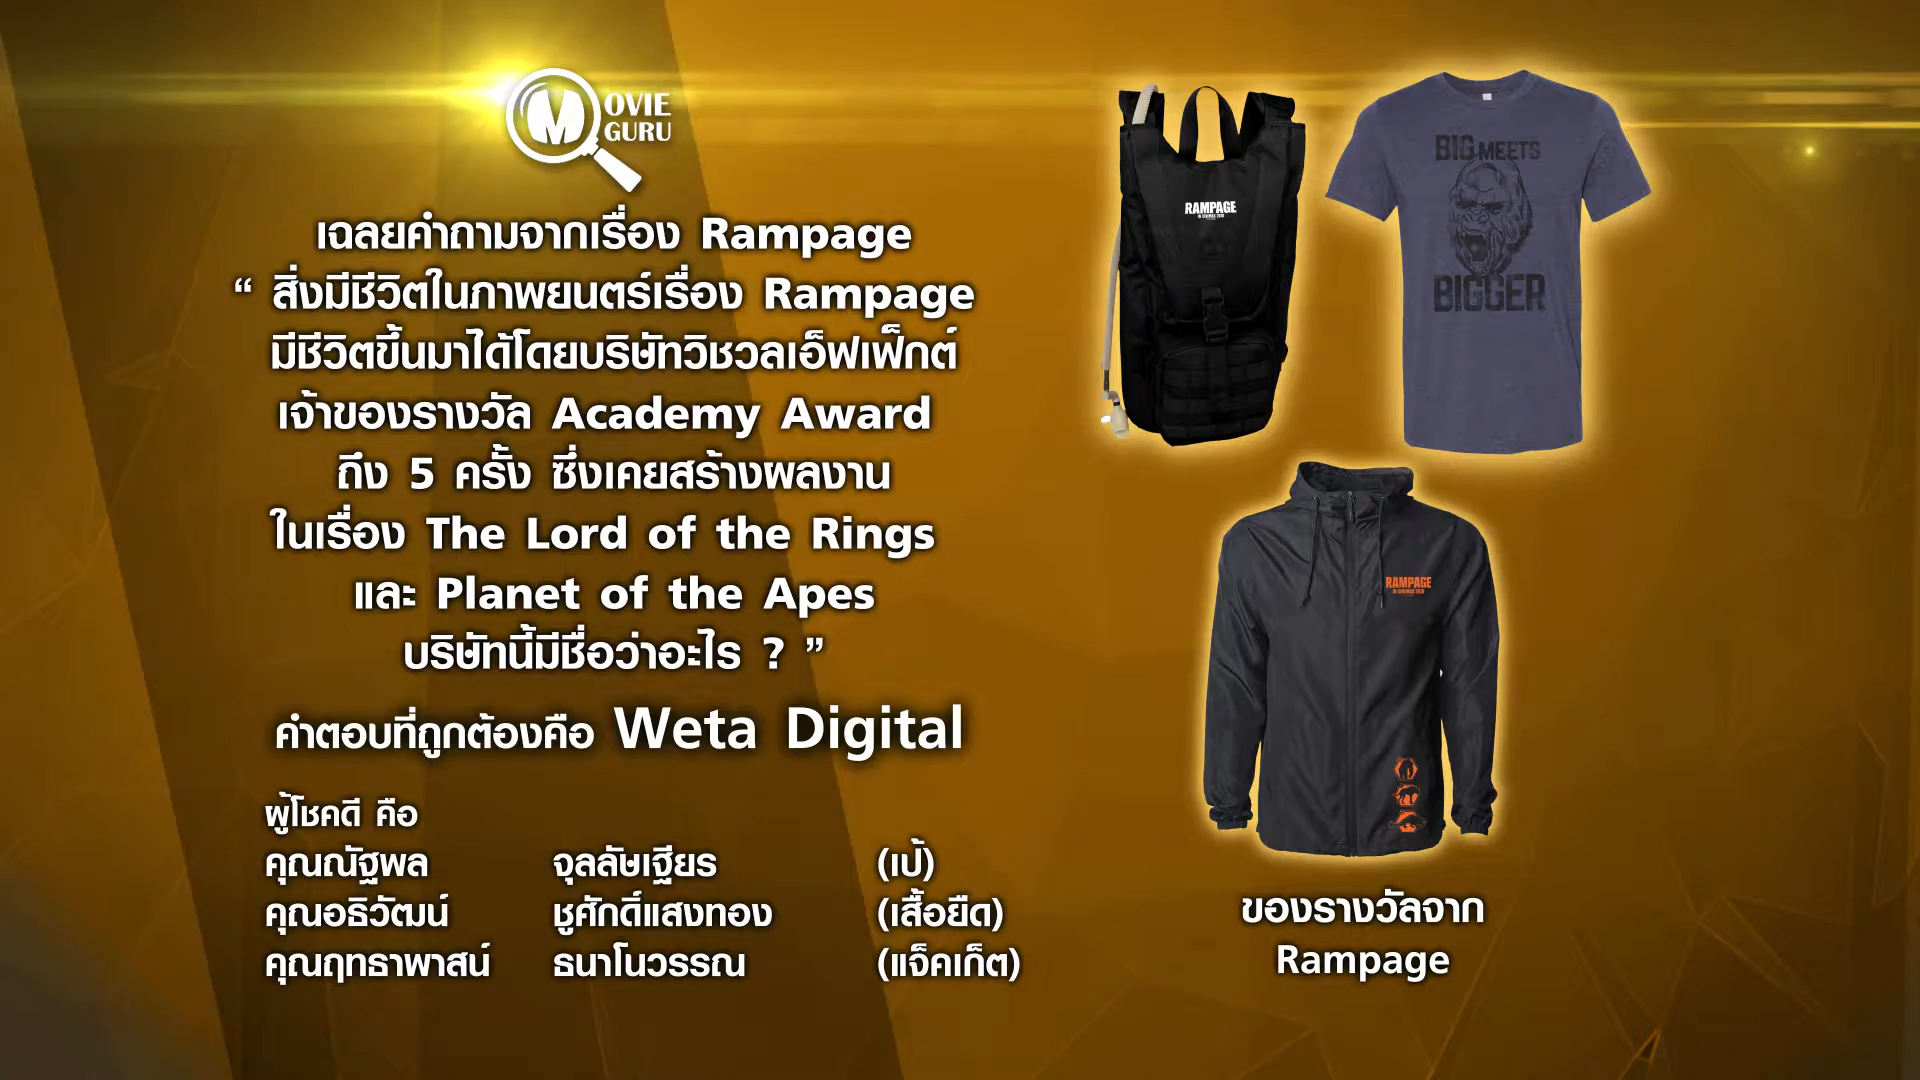 MOVIE
GURU
เฉลยคำถามจากเรื่อง Rampage
“ สิ่งมีชีวิตในภาพยนตร์เรื่อง Rampage
มีชีวิตขึ้นมาได้โดยบริษัทวิชวลเอ็ฟเฟ็กต์
เจ้าของรางวัล Academy Award
ถึง 5 ครั้ง ซึ่งเคยสร้างผลงาน
ในเรื่อง The Lord of the Rings
และ Planet of the Apes
บริษัทนี้มีชื่อว่าอะไร ? ”
คำตอบที่ถูกต้องคือ Weta Digital
ผู้โชคดี คือ
คุณณัฐพล จุลลัษเฐียร (เป้)
คุณอธิวัฒน์ ชูศักดิ์แสงทอง (เสื้อยืด)
คุณฤทธาพาสน์ ธนาโนวรรณ (แจ็คเก็ต)
RAMPAGE
IN CINEMAS 2018
BIG MEETS
BIGGER
RAMPAGE
IN CINEMAS 2018
ของรางวัลจาก
Rampage